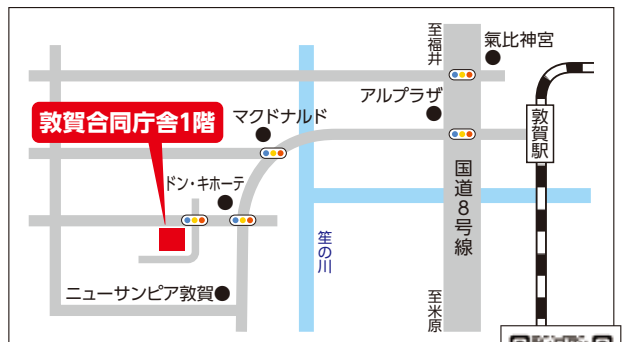 至福井
氣比神宮
アルプラザ
マクドナルド
敦賀合同庁舎1階
敦賀駅
国道8号線
ドン・キホーテ
笙の川
ニューサンピア敦賀
至米原